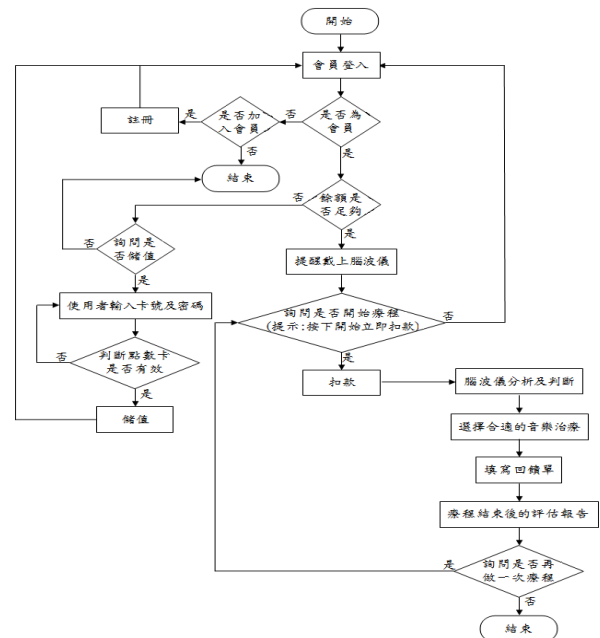 開始
會員登入
是否為
會員
否
是否加
入會員
是
註冊
否
結束
是
餘額是
否足夠
否
詢問是
否儲值
否
是
提醒戴上腦波儀
是
使用者輸入卡號及密碼
詢問是否開始療程
(提示:按下開始立即扣款)
否
判斷點數卡
是否有效
否
是
儲值
是
扣款
腦波儀分析及判斷
選擇合適的音樂治療
填寫回饋單
療程結束後的評估報告
詢問是否再
做一次療程
是
否
結束